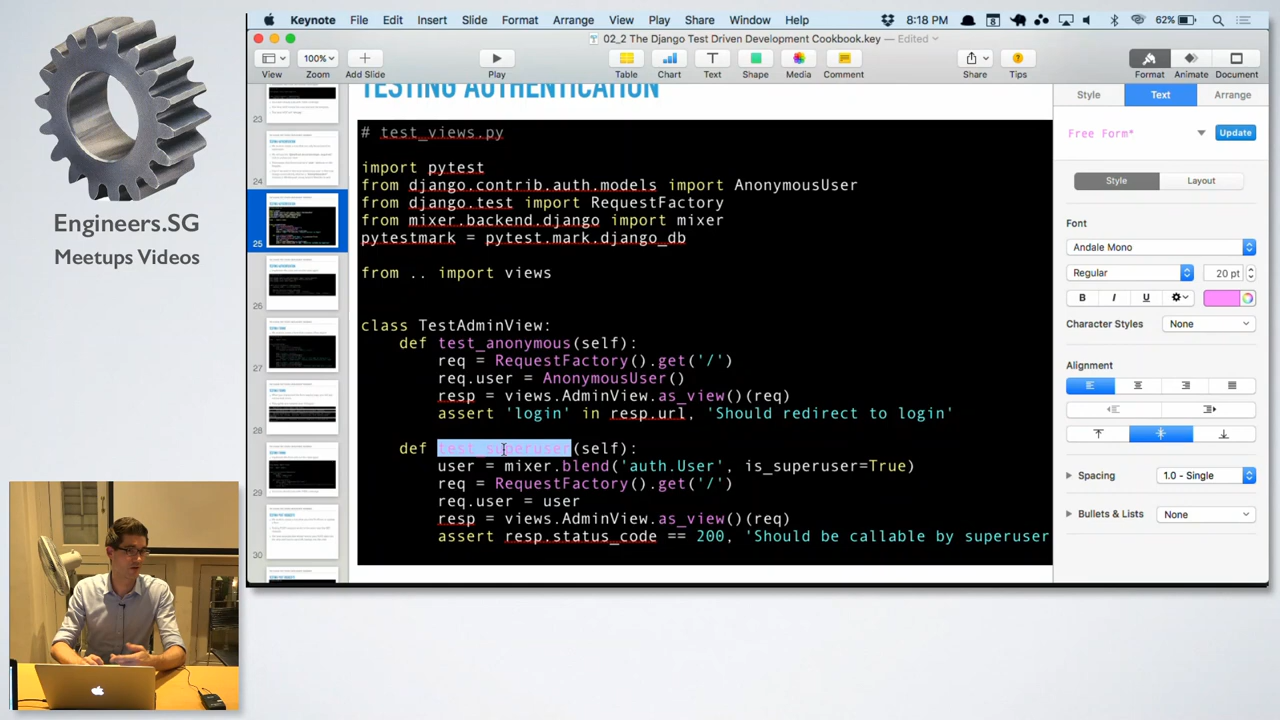 Keynote File Edit Insert Slide Format Arrange View Play Share Window Help 8:18 PM 62%
02_2 The Django Test Driven Development Cookbook.key — Edited
100%
View Zoom Add Slide Play Table Chart Text Shape Media Comment Share Tips Format Animate Document
Engineers.SG
Meetups Videos
23
24
25
26
27
28
29
30
TESTING AUTHENTICATION
# test_views.py
import pytest
from django.contrib.auth.models import AnonymousUser
from django.test import RequestFactory
from mixer.backend.django import mixer
pytestmark = pytest.mark.django_db
from .. import views
class TestAdminView:
def test_anonymous(self):
req = RequestFactory().get('/')
req.user = AnonymousUser()
resp = views.AdminView.as_view()(req)
assert 'login' in resp.url, 'Should redirect to login'
def test_superuser(self):
user = mixer.blend('auth.User', is_superuser=True)
req = RequestFactory().get('/')
req.user = user
resp = views.AdminView.as_view()(req)
assert resp.status_code == 200, 'Should be callable by superuser
Style Text Arrange
Free Form*
Update
Style Layout
Font
Andale Mono
Regular 20 pt
B I U
Character Styles None
Alignment
Spacing Single
Bullets & Lists